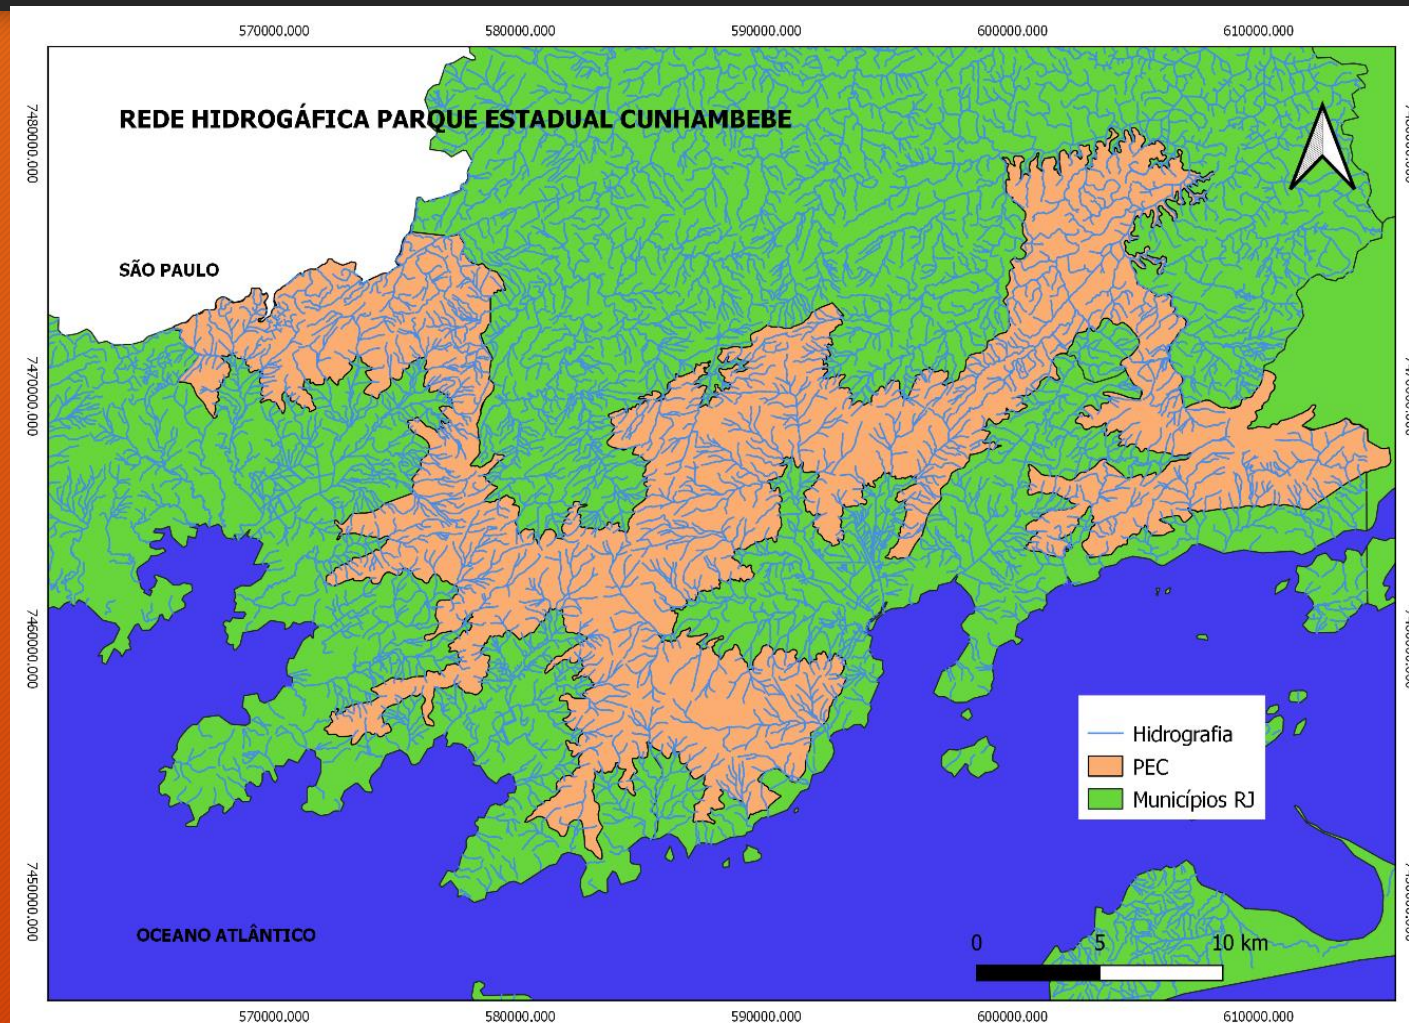 570000.000 580000.000 590000.000 600000.000 610000.000
7480000.000
REDE HIDROGÁFICA PARQUE ESTADUAL CUNHAMBEBE
SÃO PAULO
7470000.000
7460000.000
Hidrografia
PEC
Municípios RJ
7450000.000
OCEANO ATLÂNTICO
0 5 10 km
570000.000 580000.000 590000.000 600000.000 610000.000